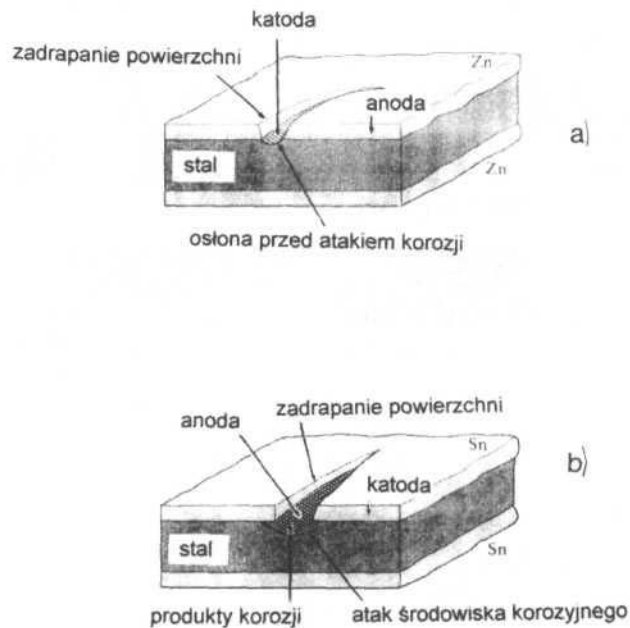 katoda
zadrapanie powierzchni
Zn
anoda
a)
stal
Zn
osłona przed atakiem korozji
zadrapanie powierzchni
anoda
Sn
b)
katoda
stal
Sn
produkty korozji
atak środowiska korozyjnego